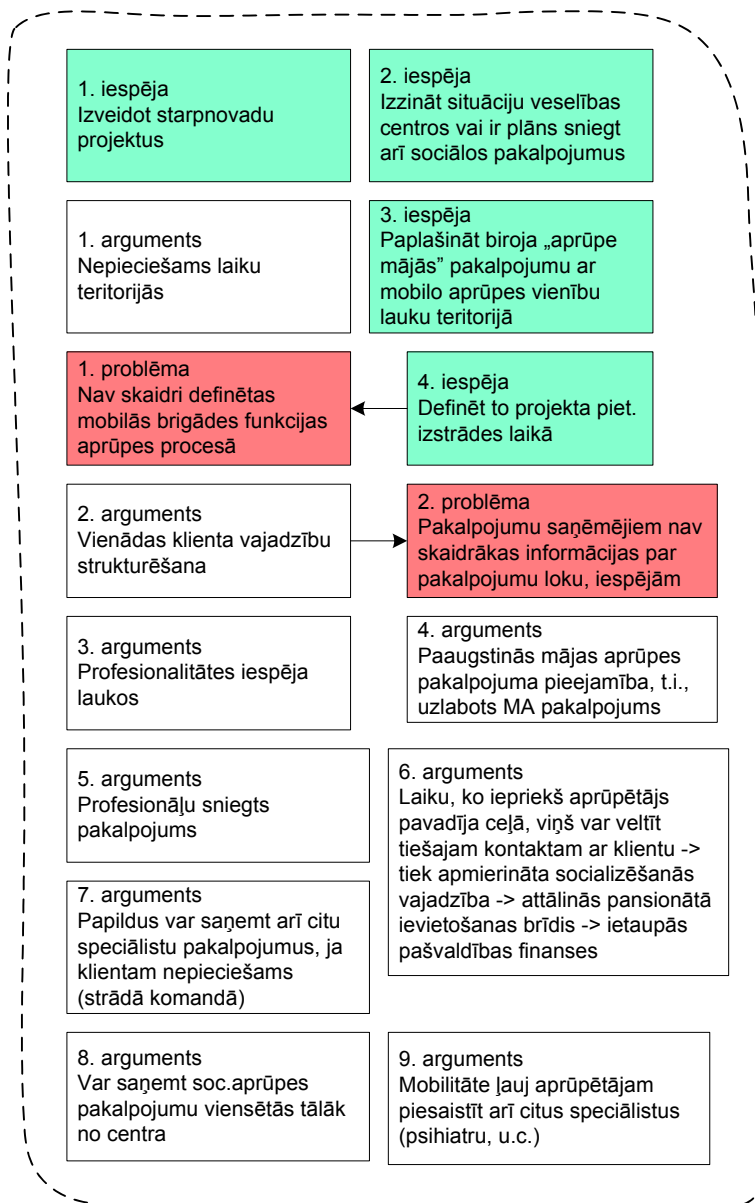 1. iespēja
Izveidot starpnovadu
projektus
2. iespēja
Izzināt situāciju veselības
centros vai ir plāns sniegt
arī sociālos pakalpojumus
1. arguments
Nepieciešams laiku
teritorijās
3. iespēja
Paplašināt biroja „aprūpe
mājās” pakalpojumu ar
mobilo aprūpes vienību
lauku teritorijā
1. problēma
Nav skaidri definētas
mobilās brigādes funkcijas
aprūpes procesā
4. iespēja
Definēt to projekta piet.
izstrādes laikā
2. arguments
Vienādas klienta vajadzību
strukturēšana
2. problēma
Pakalpojumu saņēmējiem nav
skaidrākas informācijas par
pakalpojumu loku, iespējām
3. arguments
Profesionalitātes iespēja
laukos
4. arguments
Paaugstinās mājas aprūpes
pakalpojuma pieejamība, t.i.,
uzlabots MA pakalpojums
5. arguments
Profesionāļu sniegts
pakalpojums
6. arguments
Laiku, ko iepriekš aprūpētājs
pavadīja ceļā, viņš var veltīt
tiešajam kontaktam ar klientu ->
tiek apmierināta socializēšanās
vajadzība -> attālinās pansionātā
ievietošanas brīdis -> ietaupās
pašvaldības finanses
7. arguments
Papildus var saņemt arī citu
speciālistu pakalpojumus, ja
klientam nepieciešams
(strādā komandā)
8. arguments
Var saņemt soc.aprūpes
pakalpojumu viensētās tālāk
no centra
9. arguments
Mobilitāte ļauj aprūpētājam
piesaistīt arī citus speciālistus
(psihiatru, u.c.)